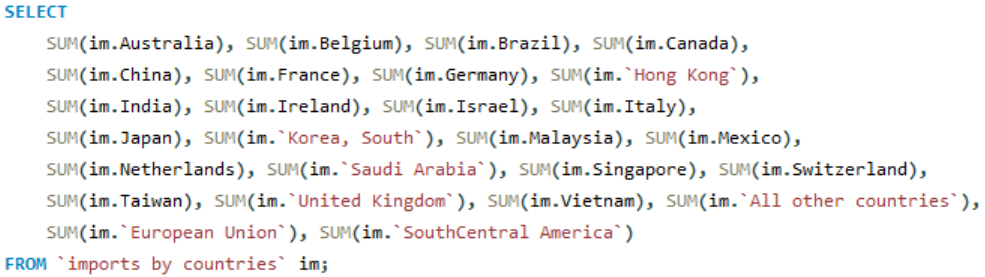 SELECT
SUM(im.Australia), SUM(im.Belgium), SUM(im.Brazil), SUM(im.Canada),
SUM(im.China), SUM(im.France), SUM(im.Germany), SUM(im.`Hong Kong`),
SUM(im.India), SUM(im.Ireland), SUM(im.Israel), SUM(im.Italy),
SUM(im.Japan), SUM(im.`Korea, South`), SUM(im.Malaysia), SUM(im.Mexico),
SUM(im.Netherlands), SUM(im.`Saudi Arabia`), SUM(im.Singapore), SUM(im.Switzerland),
SUM(im.Taiwan), SUM(im.`United Kingdom`), SUM(im.Vietnam), SUM(im.`All other countries`),
SUM(im.`European Union`), SUM(im.`SouthCentral America`)
FROM `imports by countries` im;